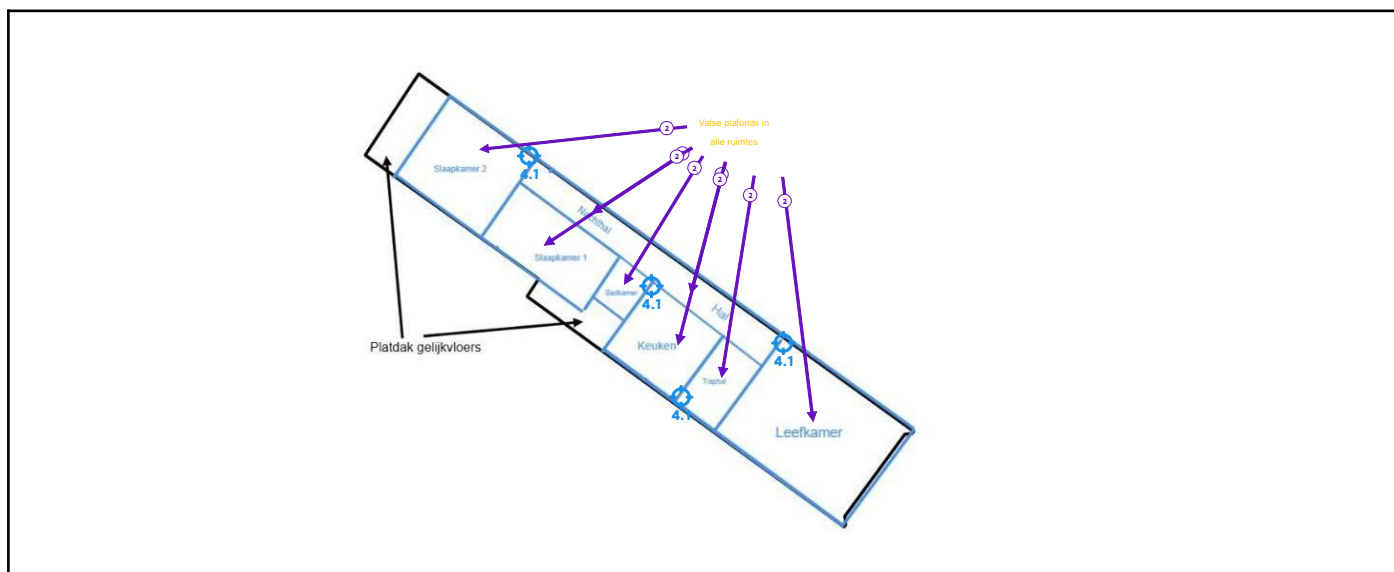 Valse plafonds in
alle ruimtes
2
2
2
2
2
2
2
Slaapkamer 2
4.1
Nachthal
Slaapkamer 1
Badkamer
4.1
Hal
Keuken
4.1
Platdak gelijkvloers
Traphal
4.1
Leefkamer